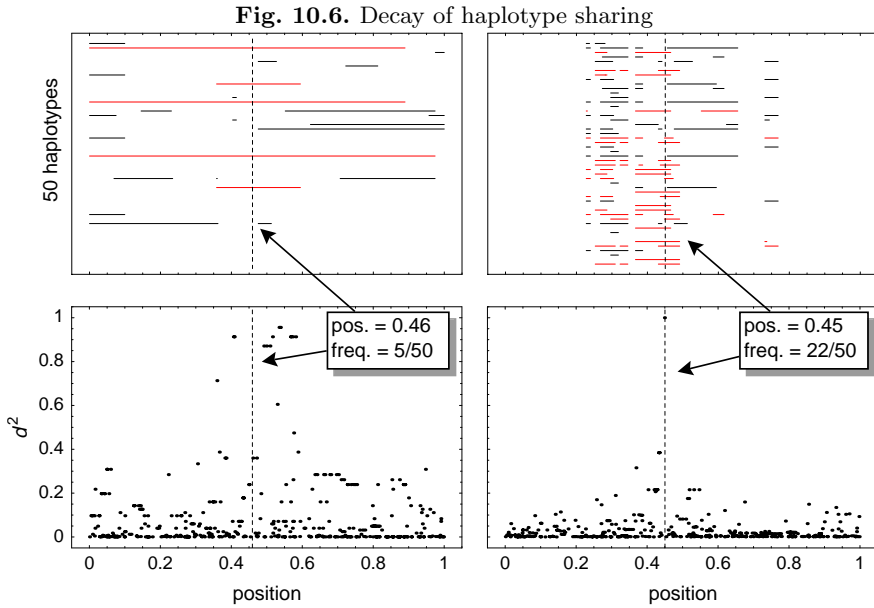 Fig. 10.6. Decay of haplotype sharing
50 haplotypes
pos. = 0.46
freq. = 5/50
pos. = 0.45
freq. = 22/50
d²
1
0.8
0.6
0.4
0.2
0
0 0.2 0.4 0.6 0.8 1
0 0.2 0.4 0.6 0.8 1
position
position